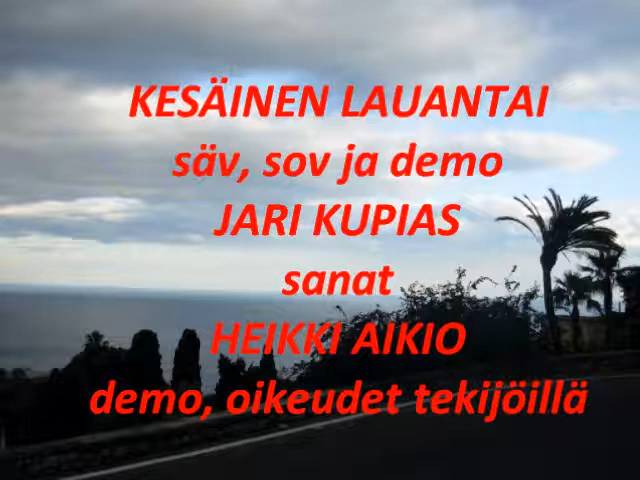 KESÄINEN LAUANTAI
säv, sov ja demo
JARI KUPIAS
sanat
HEIKKI AIKIO
demo, oikeudet tekijöillä